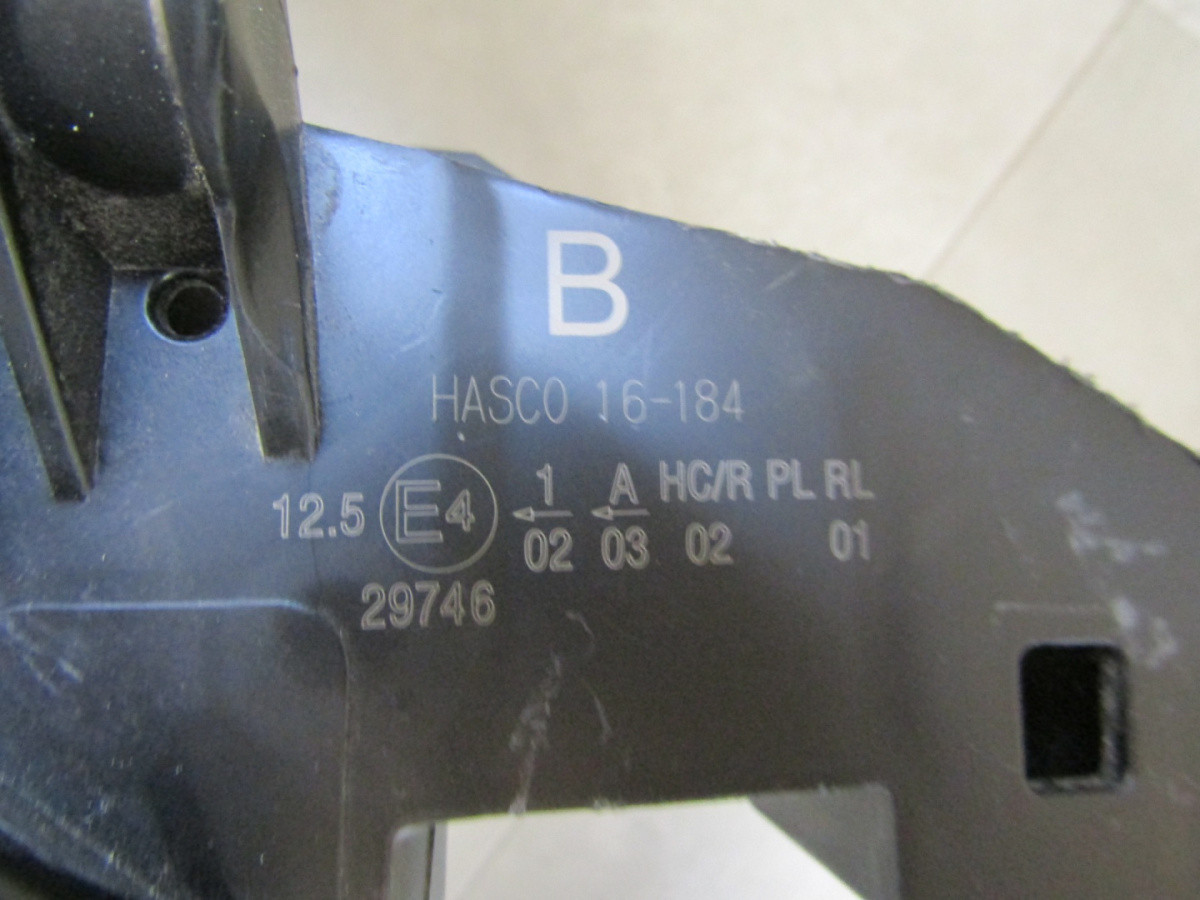 B
HASCO 16-184
12.5 E4 1 A HC/R PL RL
02 03 02 01
29746